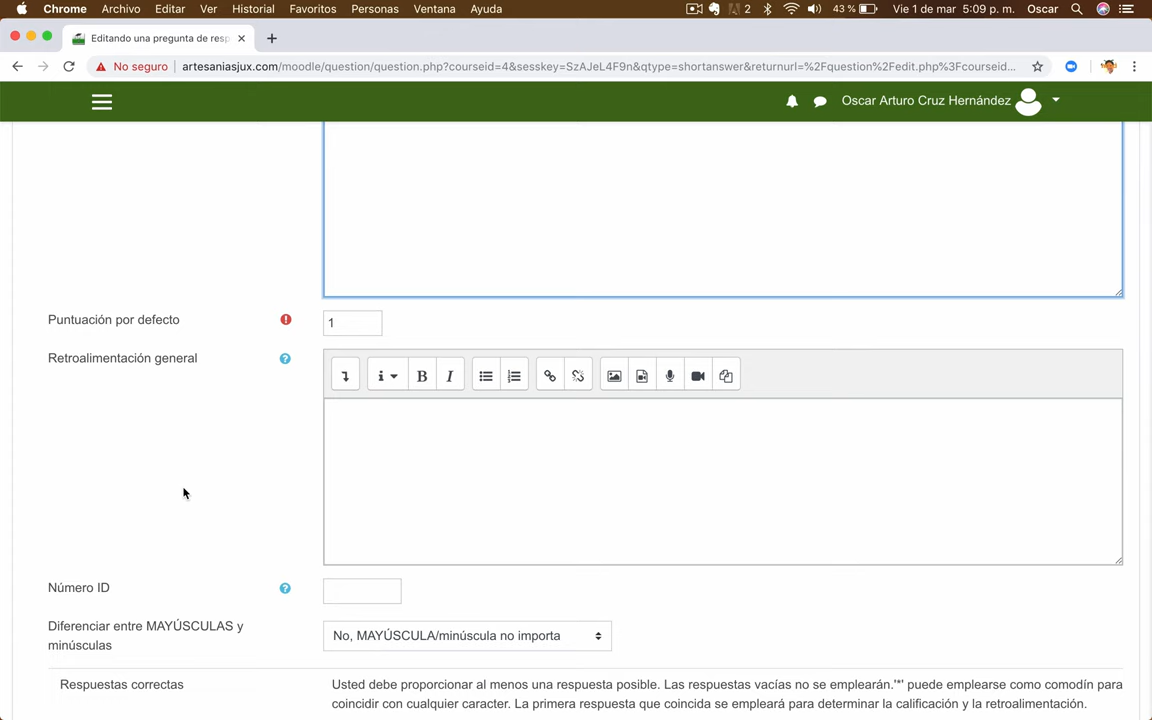 Chrome Archivo Editar Ver Historial Favoritos Personas Ventana Ayuda 2 43 % Vie 1 de mar 5:09 p. m. Oscar
Editando una pregunta de resp
No seguro artesaniasjux.com/moodle/question/question.php?courseid=4&sesskey=SzAJeL4F9n&qtype=shortanswer&returnurl=%2Fquestion%2Fedit.php%3Fcourseid...
Oscar Arturo Cruz Hernández
Puntuación por defecto
1
Retroalimentación general
i B I
Número ID
Diferenciar entre MAYÚSCULAS y
minúsculas
No, MAYÚSCULA/minúscula no importa
Respuestas correctas
Usted debe proporcionar al menos una respuesta posible. Las respuestas vacías no se emplearán.'*' puede emplearse como comodín para
coincidir con cualquier caracter. La primera respuesta que coincida se empleará para determinar la calificación y la retroalimentación.